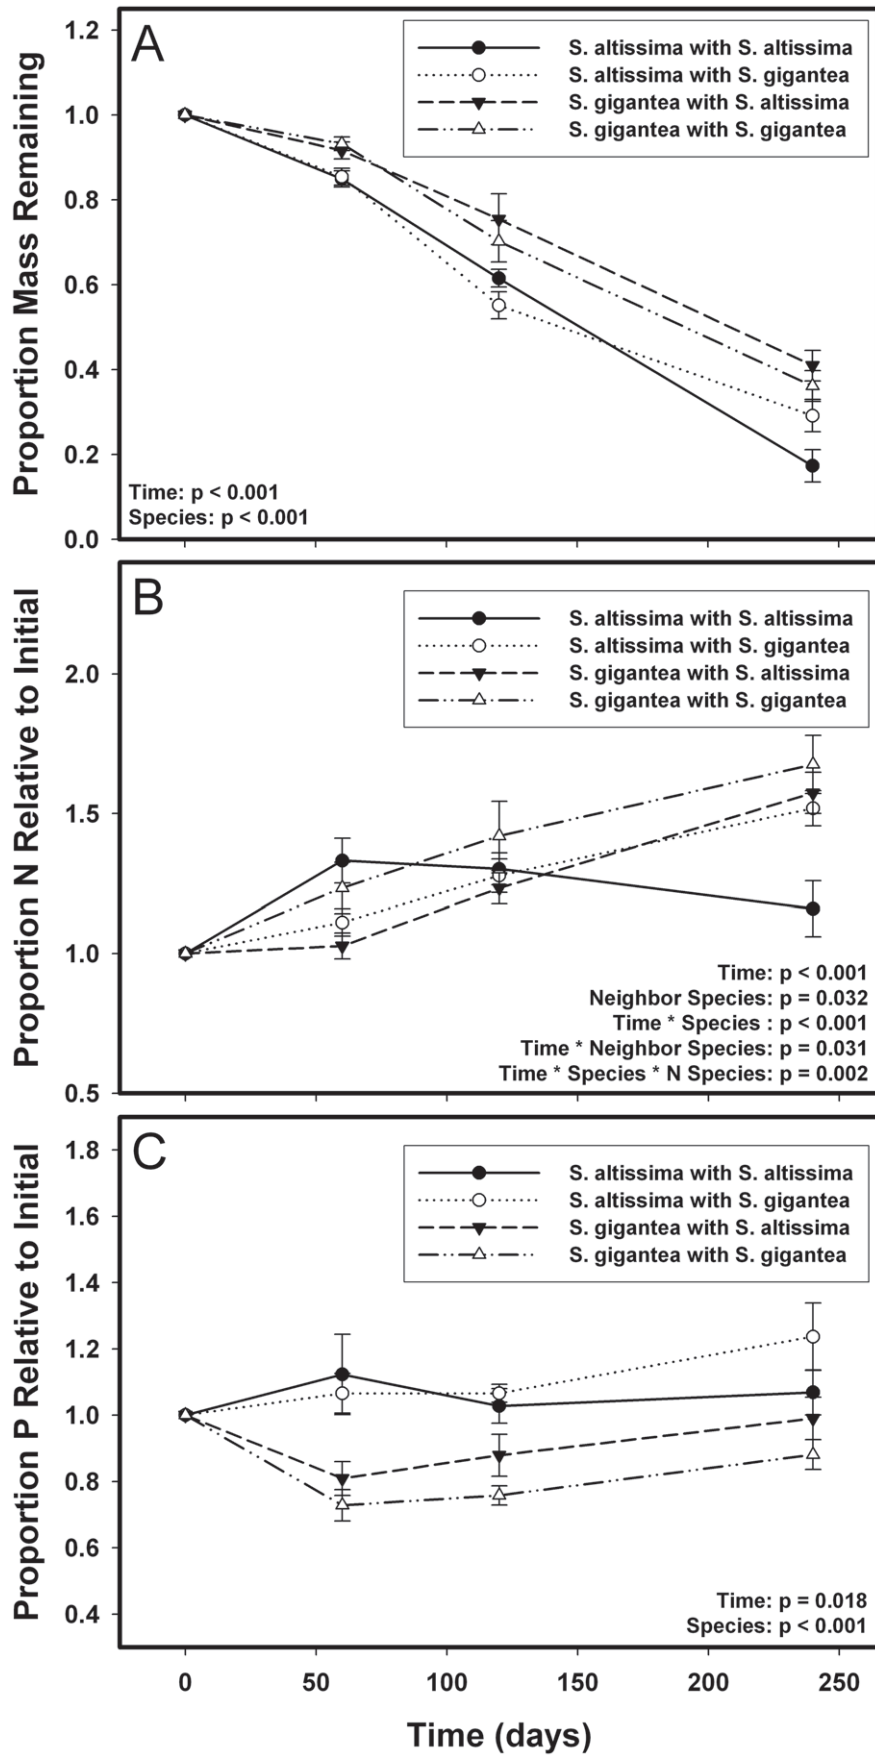 A
1.2
1.0
0.8
0.6
0.4
0.2
0.0
Proportion Mass Remaining
S. altissima with S. altissima
S. altissima with S. gigantea
S. gigantea with S. altissima
S. gigantea with S. gigantea
Time: p < 0.001
Species: p < 0.001
B
2.0
1.5
1.0
0.5
Proportion N Relative to Initial
S. altissima with S. altissima
S. altissima with S. gigantea
S. gigantea with S. altissima
S. gigantea with S. gigantea
Time: p < 0.001
Neighbor Species: p = 0.032
Time * Species : p < 0.001
Time * Neighbor Species: p = 0.031
Time * Species * N Species: p = 0.002
C
1.8
1.6
1.4
1.2
1.0
0.8
0.6
0.4
Proportion P Relative to Initial
S. altissima with S. altissima
S. altissima with S. gigantea
S. gigantea with S. altissima
S. gigantea with S. gigantea
Time: p = 0.018
Species: p < 0.001
0 50 100 150 200 250
Time (days)